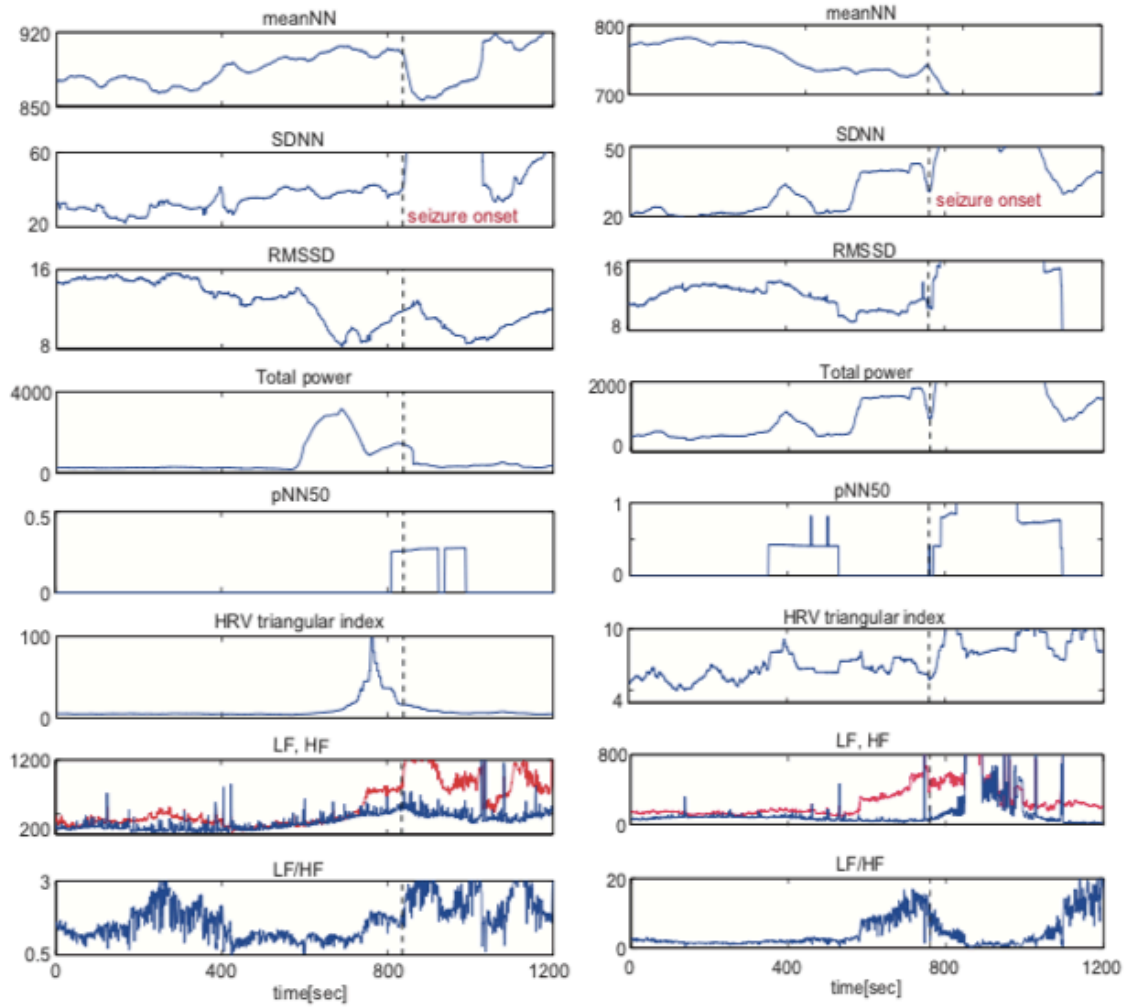 meanNN
920
850
SDNN
60
20
seizure onset
RMSSD
16
8
Total power
4000
0
pNN50
0.5
0
HRV triangular index
100
0
LF, HF
1200
200
LF/HF
3
0.5
0 400 800 1200
time[sec]
meanNN
800
700
SDNN
50
20
seizure onset
RMSSD
16
8
Total power
2000
0
pNN50
1
0
HRV triangular index
10
4
LF, HF
800
0
LF/HF
20
0
0 400 800 1200
time[sec]